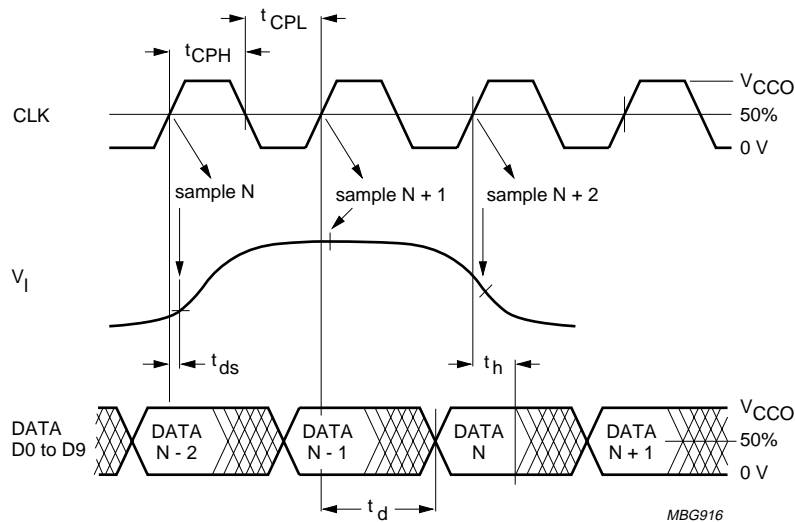 t CPL
t CPH
CLK
V CCO
50%
0 V
sample N
sample N + 1
sample N + 2
V I
t ds
t h
DATA
D0 to D9
DATA
N - 2
DATA
N - 1
DATA
N
DATA
N + 1
V CCO
50%
0 V
t d
MBG916